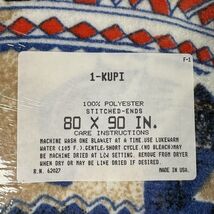 F-1
1-KUPI
100% POLYESTER
STITCHED-ENDS
80 X 90 IN.
CARE INSTRUCTIONS
MACHINE WASH ONE BLANKET AT A TIME. USE LUKEWARM
WATER (105 F.). GENTLE, SHORT CYCLE (NO BLEACH) MAY
BE MACHINE DRIED AT LOW SETTING. REMOVE FROM DRYER
WHEN DRY OR MAY BE LINE DRIED IF DESIRED.
R.N. 62027 MADE IN U.S.A.